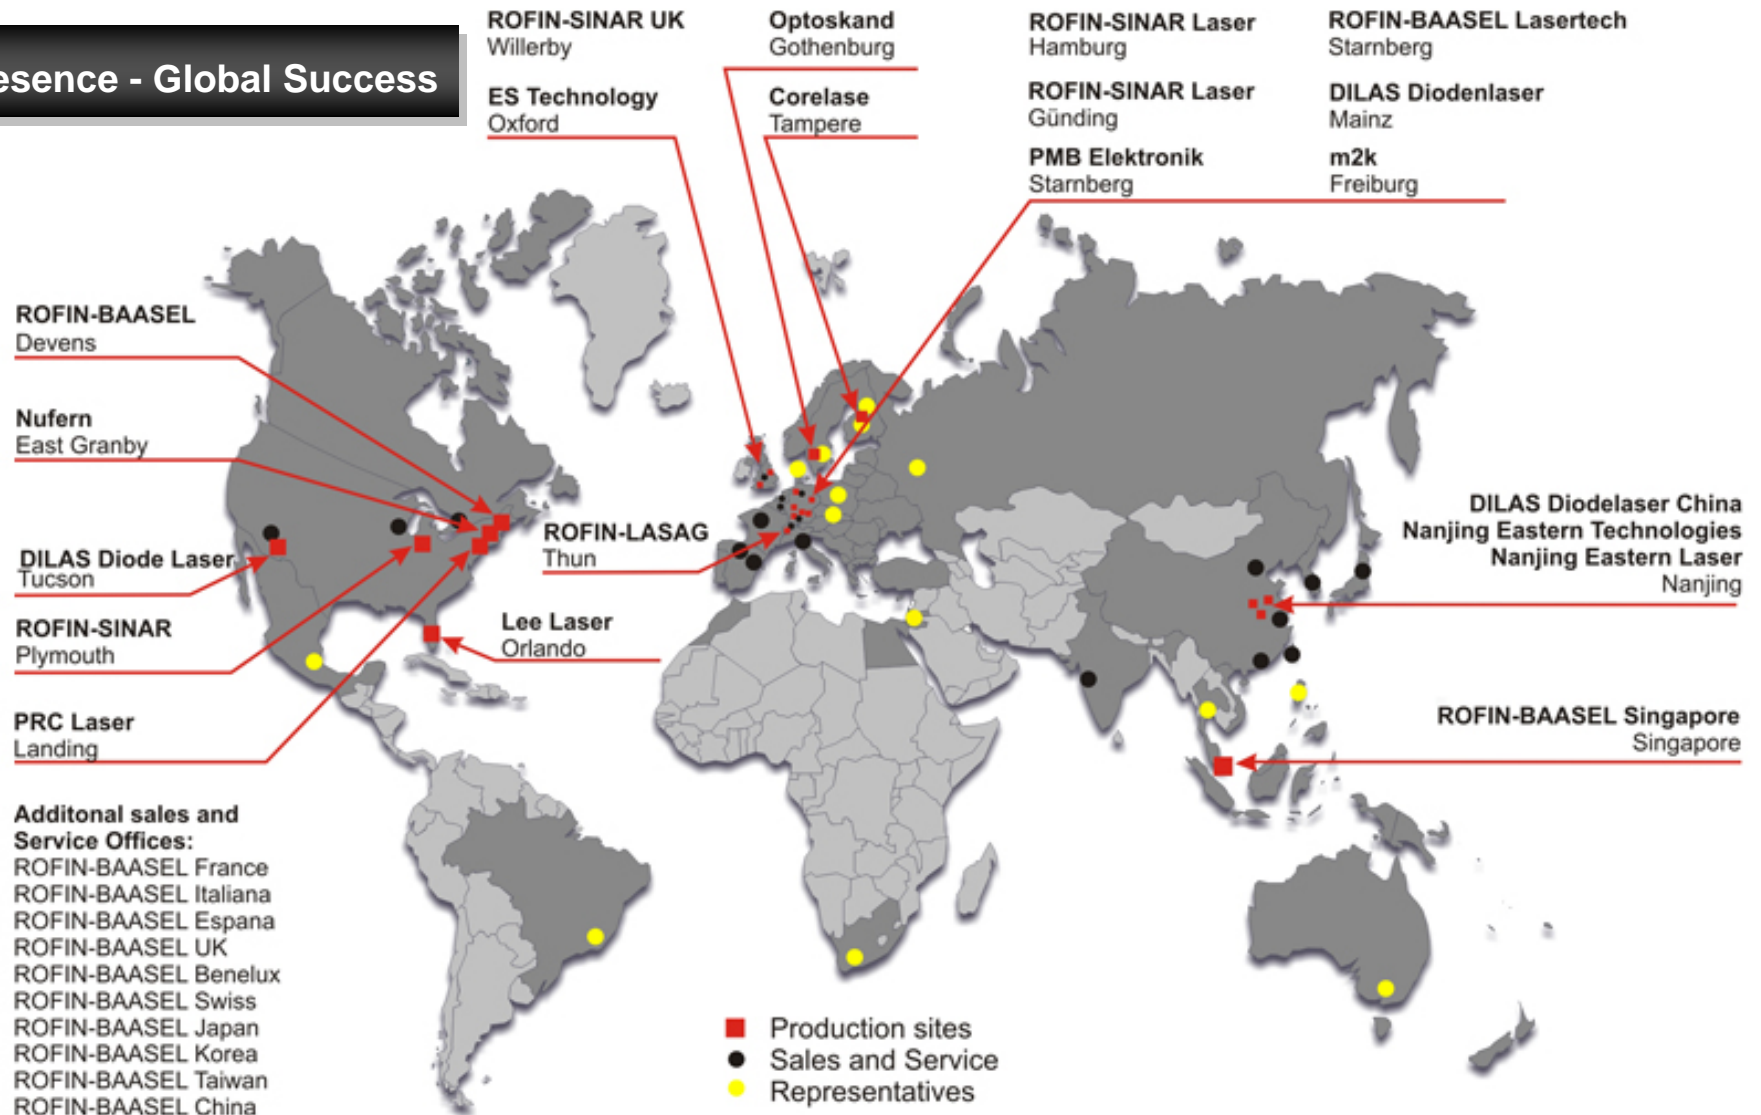 esence - Global Success
ROFIN-SINAR UK
Willerby
ES Technology
Oxford
Optoskand
Gothenburg
Corelase
Tampere
ROFIN-SINAR Laser
Hamburg
ROFIN-SINAR Laser
Günding
PMB Elektronik
Starnberg
ROFIN-BAASEL Lasertech
Starnberg
DILAS Diodenlaser
Mainz
m2k
Freiburg
ROFIN-BAASEL
Devens
Nufern
East Granby
DILAS Diode Laser
Tucson
ROFIN-SINAR
Plymouth
PRC Laser
Landing
ROFIN-LASAG
Thun
Lee Laser
Orlando
DILAS Diodelaser China
Nanjing Eastern Technologies
Nanjing Eastern Laser
Nanjing
ROFIN-BAASEL Singapore
Singapore
Additonal sales and
Service Offices:
ROFIN-BAASEL France
ROFIN-BAASEL Italiana
ROFIN-BAASEL Espana
ROFIN-BAASEL UK
ROFIN-BAASEL Benelux
ROFIN-BAASEL Swiss
ROFIN-BAASEL Japan
ROFIN-BAASEL Korea
ROFIN-BAASEL Taiwan
ROFIN-BAASEL China
Production sites
Sales and Service
Representatives